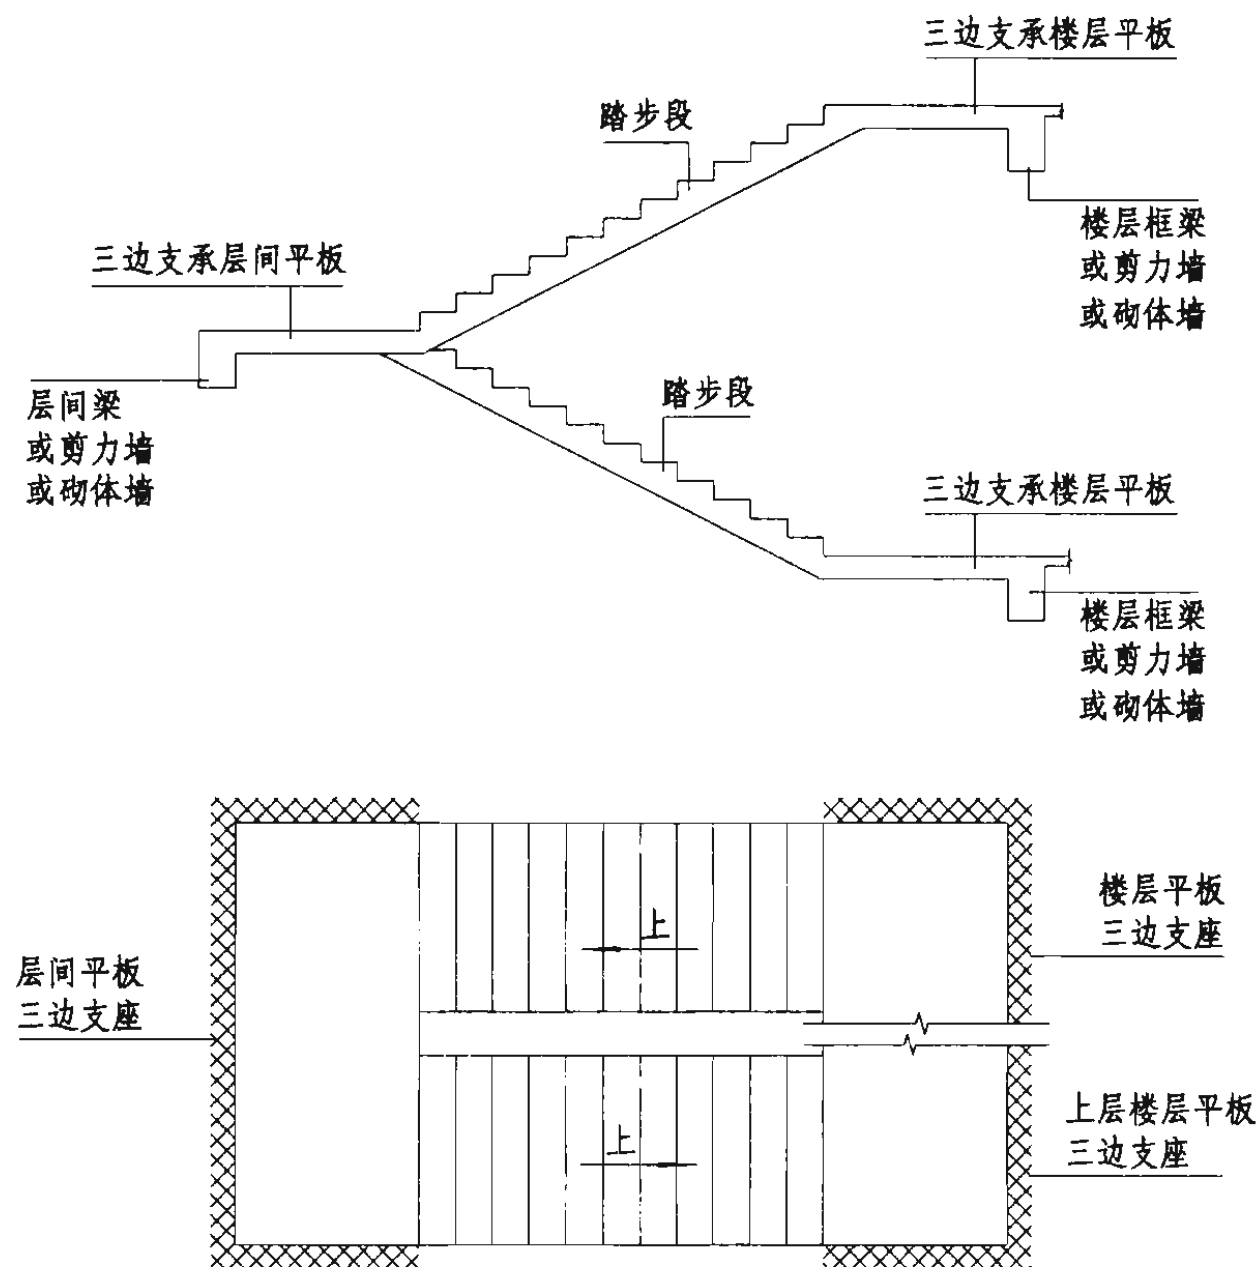 三边支承楼层平板
踏步段
楼层框梁
或剪力墙
或砌体墙
三边支承层间平板
层间梁
或剪力墙
或砌体墙
踏步段
三边支承楼层平板
楼层框梁
或剪力墙
或砌体墙
楼层平板
三边支座
上
层间平板
三边支座
上层楼层平板
三边支座
上